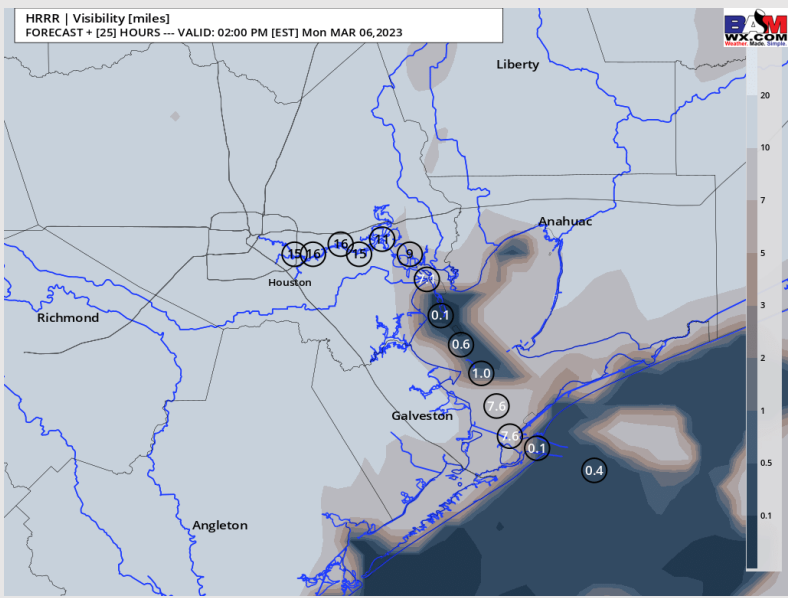 HRRR | Visibility [miles]
FORECAST + [25] HOURS --- VALID: 02:00 PM [EST] Mon MAR 06,2023
BAM
WX.COM
Weather. Made. Simple.
Liberty
20
10
7
Anahuac
16
11
15
16
15
9
5
Houston
3
0.1
Richmond
0.6
2
1.0
7.6
1
Galveston
7.6
0.1
0.5
0.4
0.1
Angleton